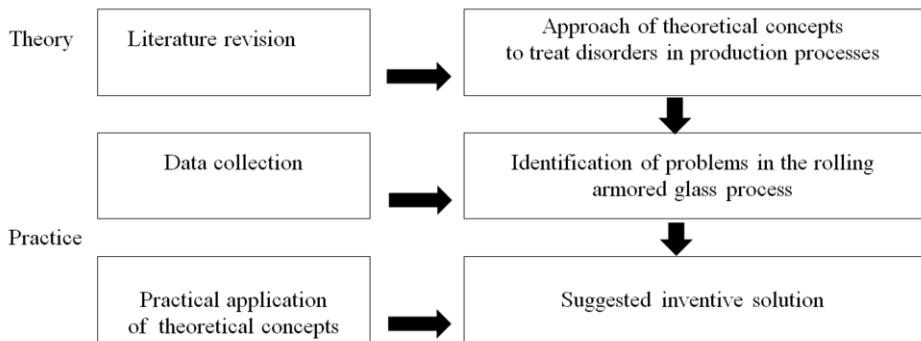 Theory
Literature revision
Approach of theoretical concepts
to treat disorders in production processes
Data collection
Identification of problems in the rolling
armored glass process
Practice
Practical application
of theoretical concepts
Suggested inventive solution